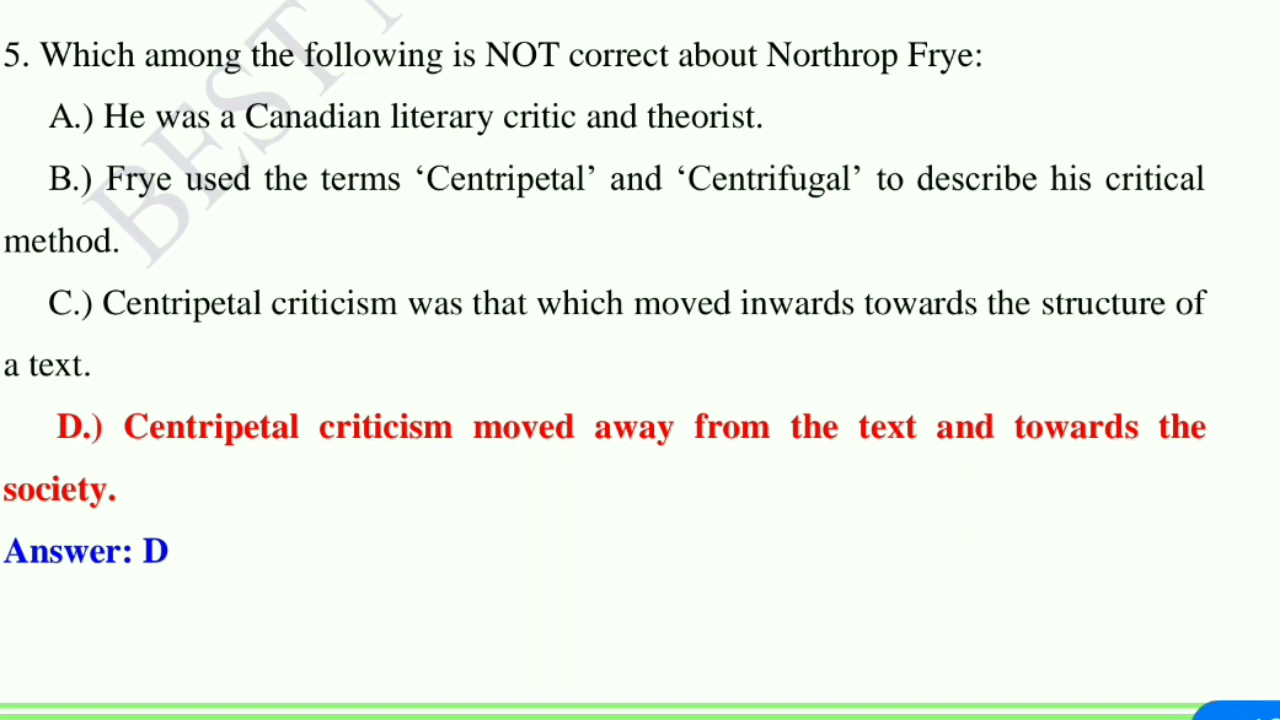 5. Which among the following is NOT correct about Northrop Frye:
A.) He was a Canadian literary critic and theorist.
B.) Frye used the terms ‘Centripetal’ and ‘Centrifugal’ to describe his critical
method.
C.) Centripetal criticism was that which moved inwards towards the structure of
a text.
D.) Centripetal criticism moved away from the text and towards the
society.
Answer: D
BEST